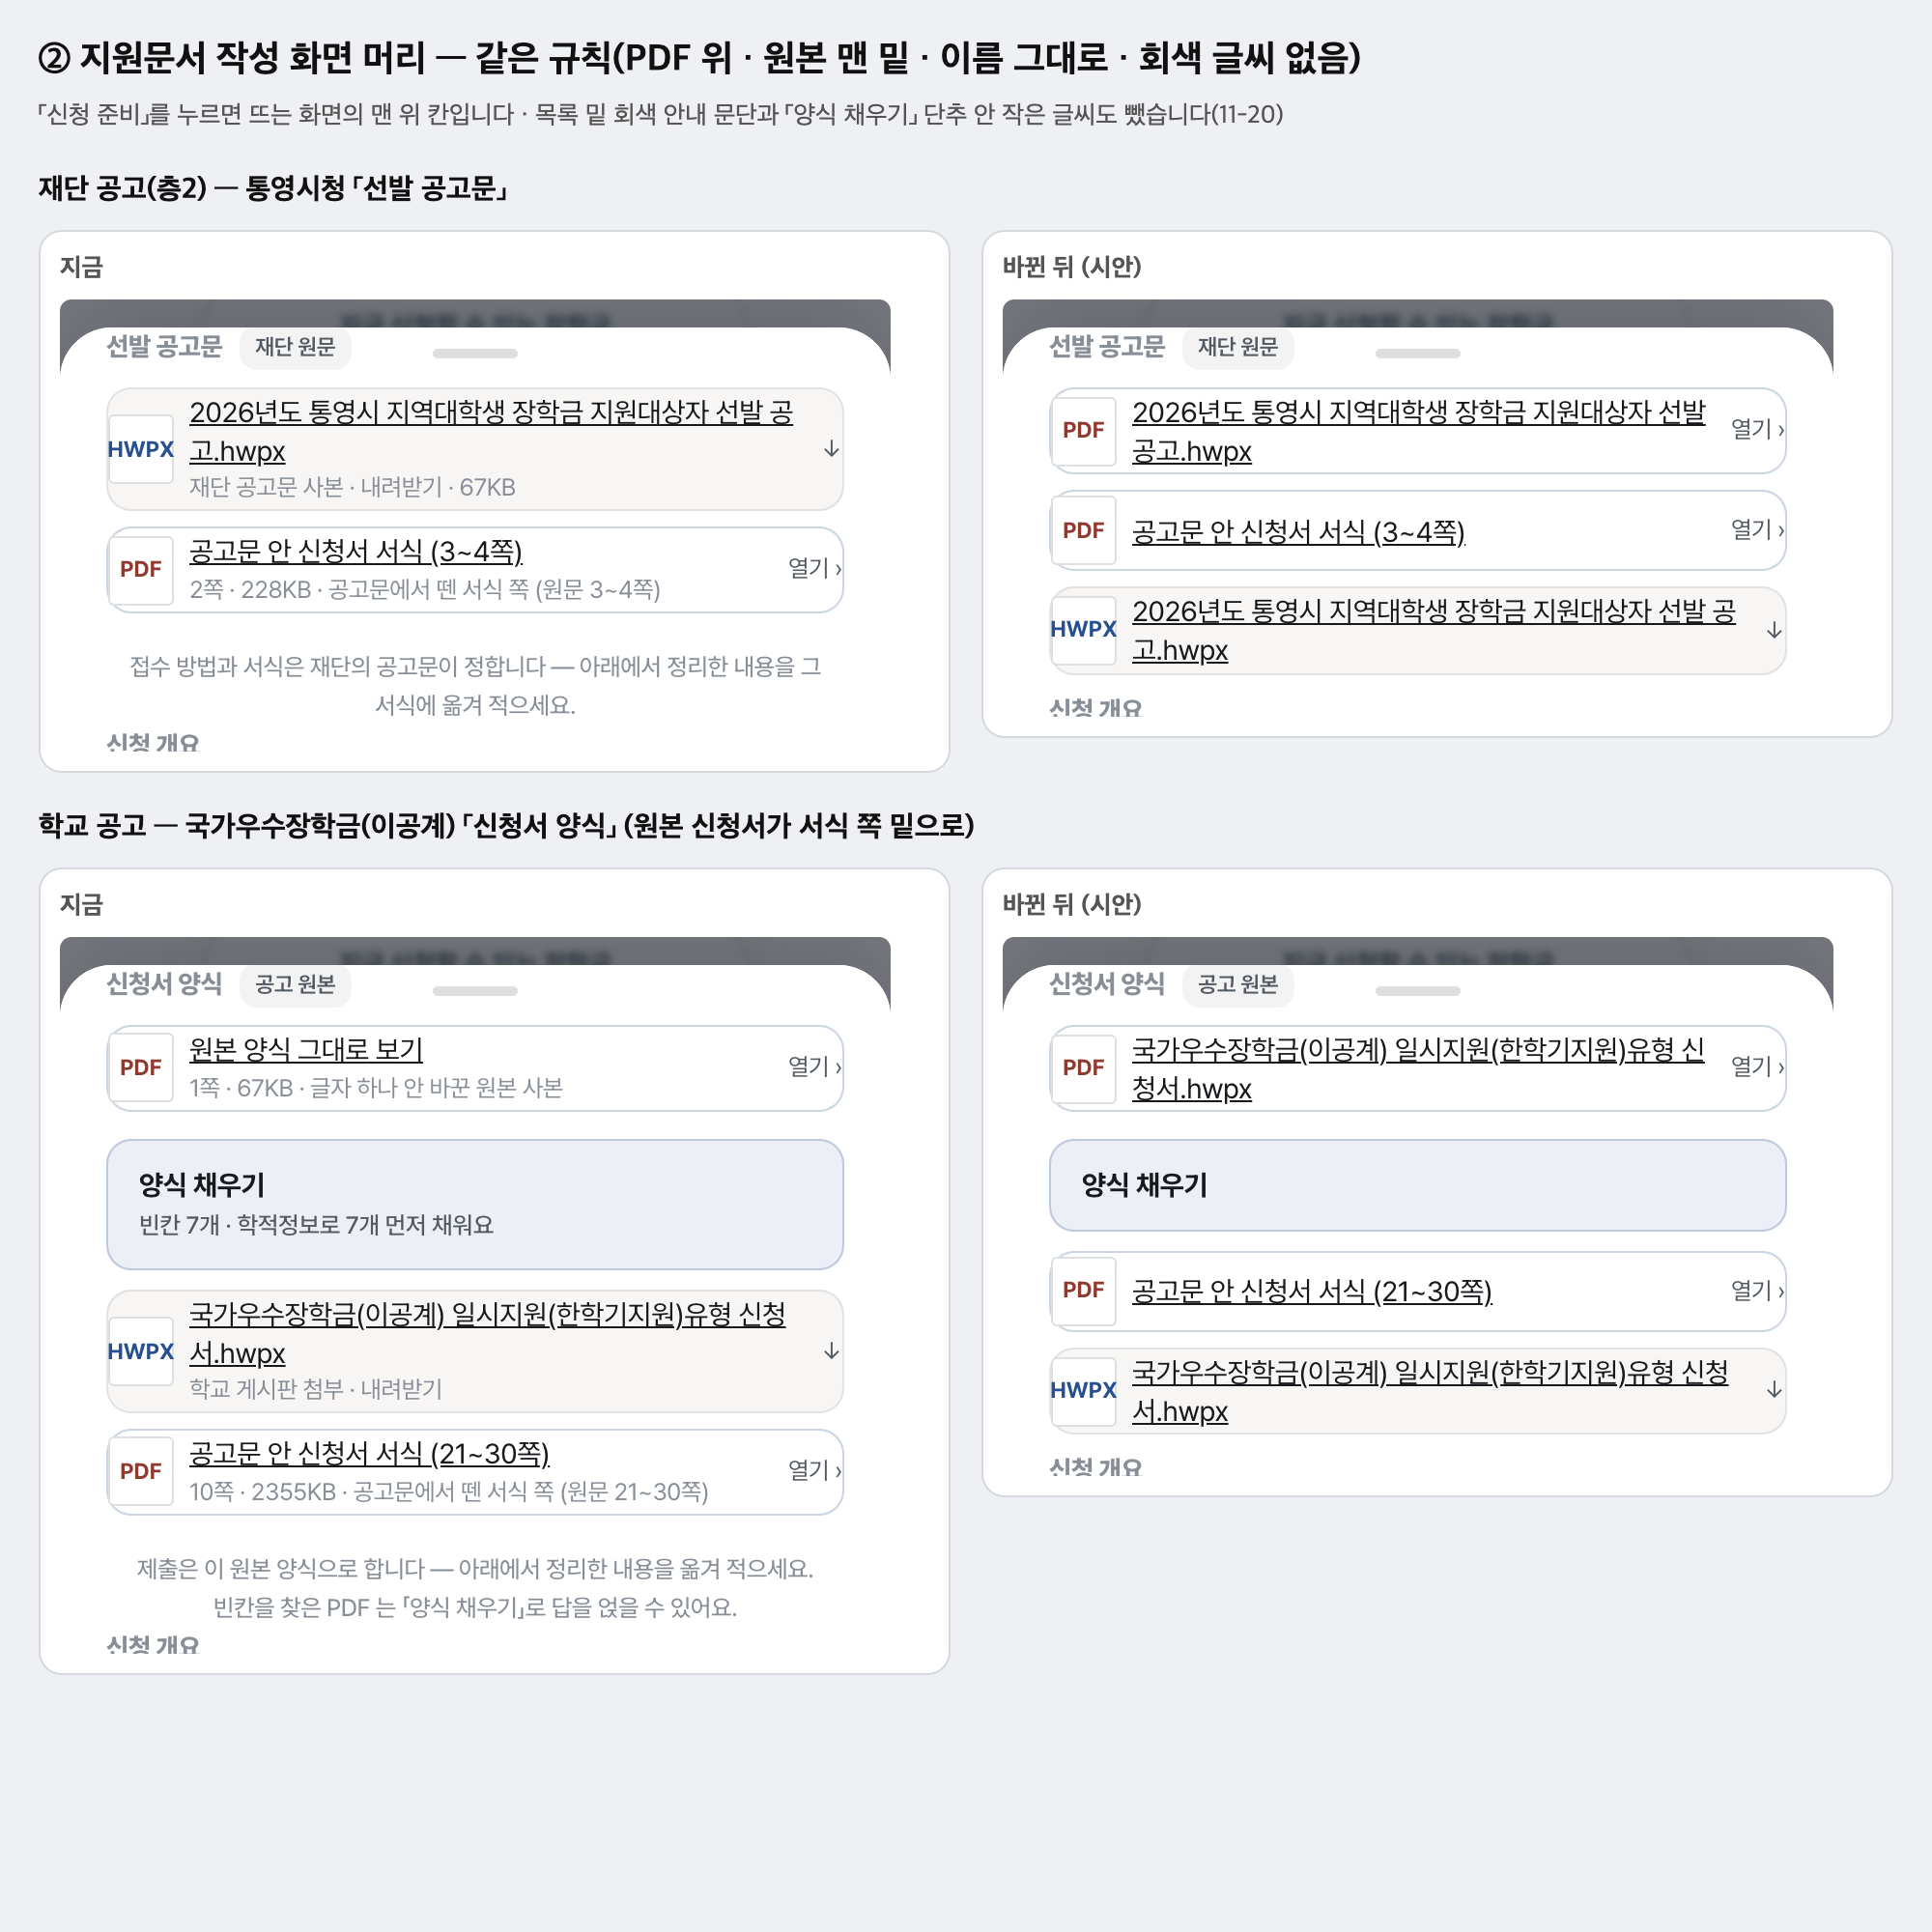 ② 지원문서 작성 화면 머리 — 같은 규칙(PDF 위 · 원본 맨 밑 · 이름 그대로 · 회색 글씨 없음)
「신청 준비」를 누르면 뜨는 화면의 맨 위 칸입니다 · 목록 밑 회색 안내 문단과 「양식 채우기」 단추 안 작은 글씨도 뺐습니다(11-20)
재단 공고(층2) — 통영시청 「선발 공고문」
지금
선발 공고문 재단 원문
HWPX
2026년도 통영시 지역대학생 장학금 지원대상자 선발 공
고.hwpx
↓
재단 공고문 사본 · 내려받기 · 67KB
PDF
공고문 안 신청서 서식 (3~4쪽)
열기 ›
2쪽 · 228KB · 공고문에서 뗀 서식 쪽 (원문 3~4쪽)
접수 방법과 서식은 재단의 공고문이 정합니다 — 아래에서 정리한 내용을 그
서식에 옮겨 적으세요.
신청 개요
바뀐 뒤 (시안)
선발 공고문 재단 원문
PDF
2026년도 통영시 지역대학생 장학금 지원대상자 선발
공고.hwpx
열기 ›
PDF
공고문 안 신청서 서식 (3~4쪽)
열기 ›
HWPX
2026년도 통영시 지역대학생 장학금 지원대상자 선발 공
고.hwpx
↓
신청 개요
학교 공고 — 국가우수장학금(이공계) 「신청서 양식」 (원본 신청서가 서식 쪽 밑으로)
지금
신청서 양식 공고 원본
PDF
원본 양식 그대로 보기
열기 ›
1쪽 · 67KB · 글자 하나 안 바꾼 원본 사본
양식 채우기
빈칸 7개 · 학적정보로 7개 먼저 채워요
HWPX
국가우수장학금(이공계) 일시지원(한학기지원)유형 신청
서.hwpx
↓
학교 게시판 첨부 · 내려받기
PDF
공고문 안 신청서 서식 (21~30쪽)
열기 ›
10쪽 · 2355KB · 공고문에서 뗀 서식 쪽 (원문 21~30쪽)
제출은 이 원본 양식으로 합니다 — 아래에서 정리한 내용을 옮겨 적으세요.
빈칸을 찾은 PDF 는 「양식 채우기」로 답을 얹을 수 있어요.
신청 개요
바뀐 뒤 (시안)
신청서 양식 공고 원본
PDF
국가우수장학금(이공계) 일시지원(한학기지원)유형 신
청서.hwpx
열기 ›
양식 채우기
PDF
공고문 안 신청서 서식 (21~30쪽)
열기 ›
HWPX
국가우수장학금(이공계) 일시지원(한학기지원)유형 신청
서.hwpx
↓
신청 개요